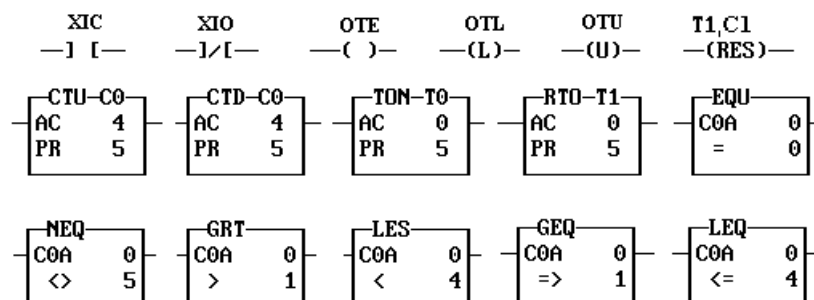 XIC XIO OTE OTL OTU T1,C1
—] [— —]/[— —( )— —(L)— —(U)— —(RES)—
CTU-C0 CTD-C0 TON-T0 RTO-T1 EQU
AC 4 AC 4 AC 0 AC 0 C0A 0
PR 5 PR 5 PR 5 PR 5 = 0
NEQ GRT LES GEQ LEQ
C0A 0 C0A 0 C0A 0 C0A 0 C0A 0
<> 5 > 1 < 4 => 1 <= 4